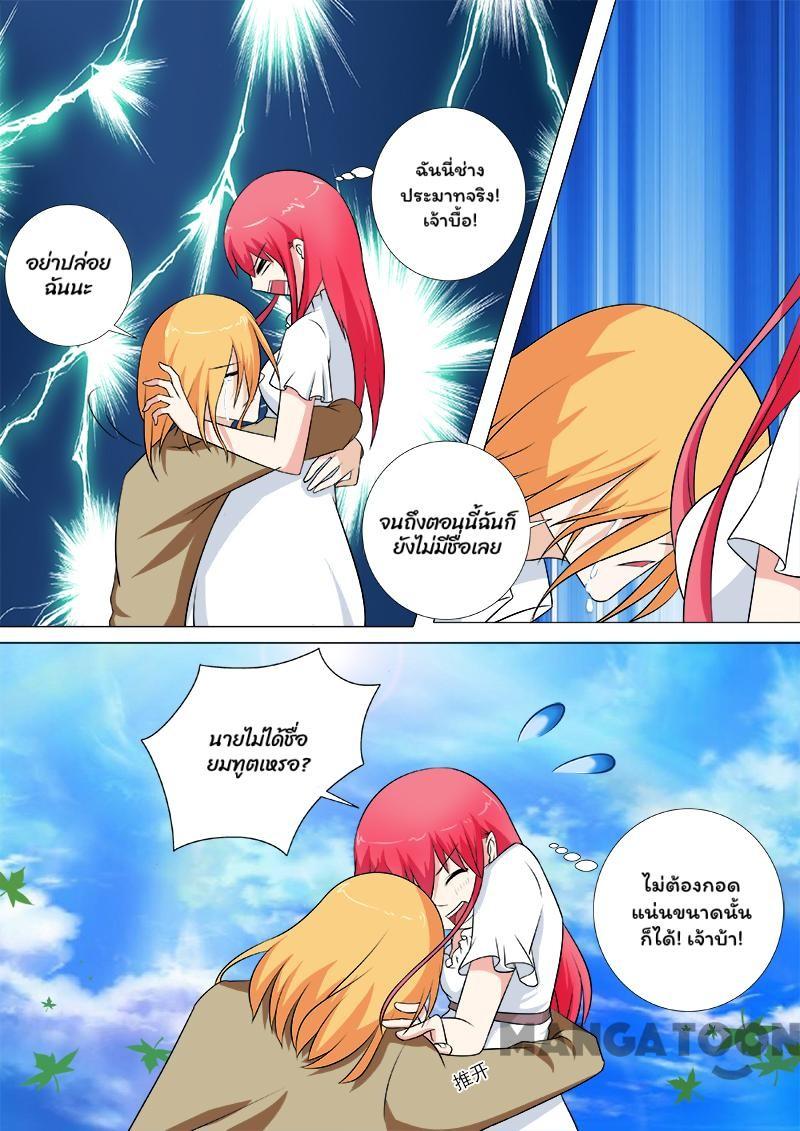 ฉันนี่ช่าง
ประมาทจริง!
เจ้าบื้อ!
อย่าปล่อย
ฉันนะ
จนถึงตอนนี้ฉันก็
ยังไม่มีชื่อเลย
นายไม่ได้ชื่อ
ยมทูตเหรอ?
ไม่ต้องกอด
แน่นขนาดนั้น
ก็ได้! เจ้าบ้า!
MANGATOON
推开